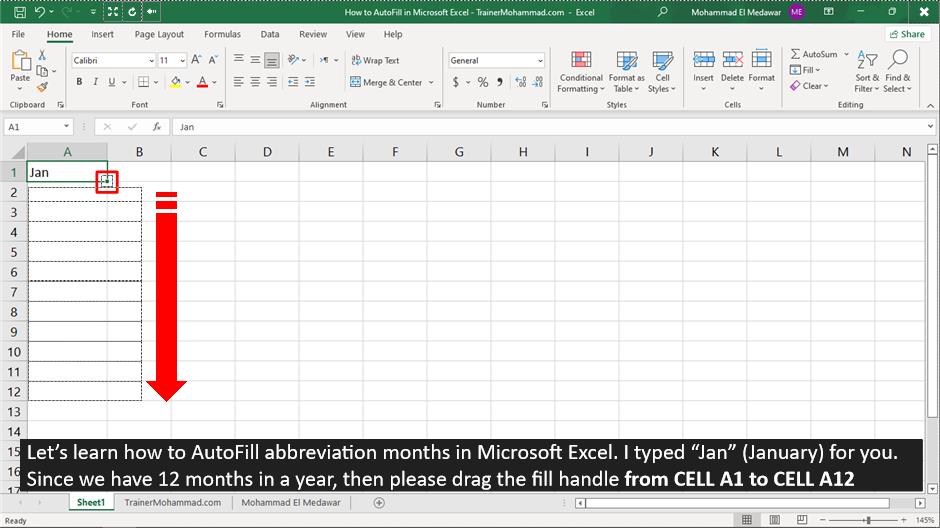 How to AutoFill in Microsoft Excel - TrainerMohammad.com - Excel
Mohammad El Medawar ME
File Home Insert Page Layout Formulas Data Review View Help Share
Paste
Clipboard
Calibri 11 A A
B I U A
Font
ab Wrap Text
Merge & Center
Alignment
General
$ % 9
Number
Conditional Formatting
Format as Table
Cell Styles
Styles
Insert Delete Format
Cells
AutoSum
Fill
Clear
Sort & Filter
Find & Select
Editing
A1 fx Jan
A B C D E F G H I J K L M N
1 Jan
2
3
4
5
6
7
8
9
10
11
12
13
14
15
16
17
Let’s learn how to AutoFill abbreviation months in Microsoft Excel. I typed “Jan” (January) for you.
Since we have 12 months in a year, then please drag the fill handle from CELL A1 to CELL A12
Sheet1 TrainerMohammad.com Mohammad El Medawar
Ready 145%